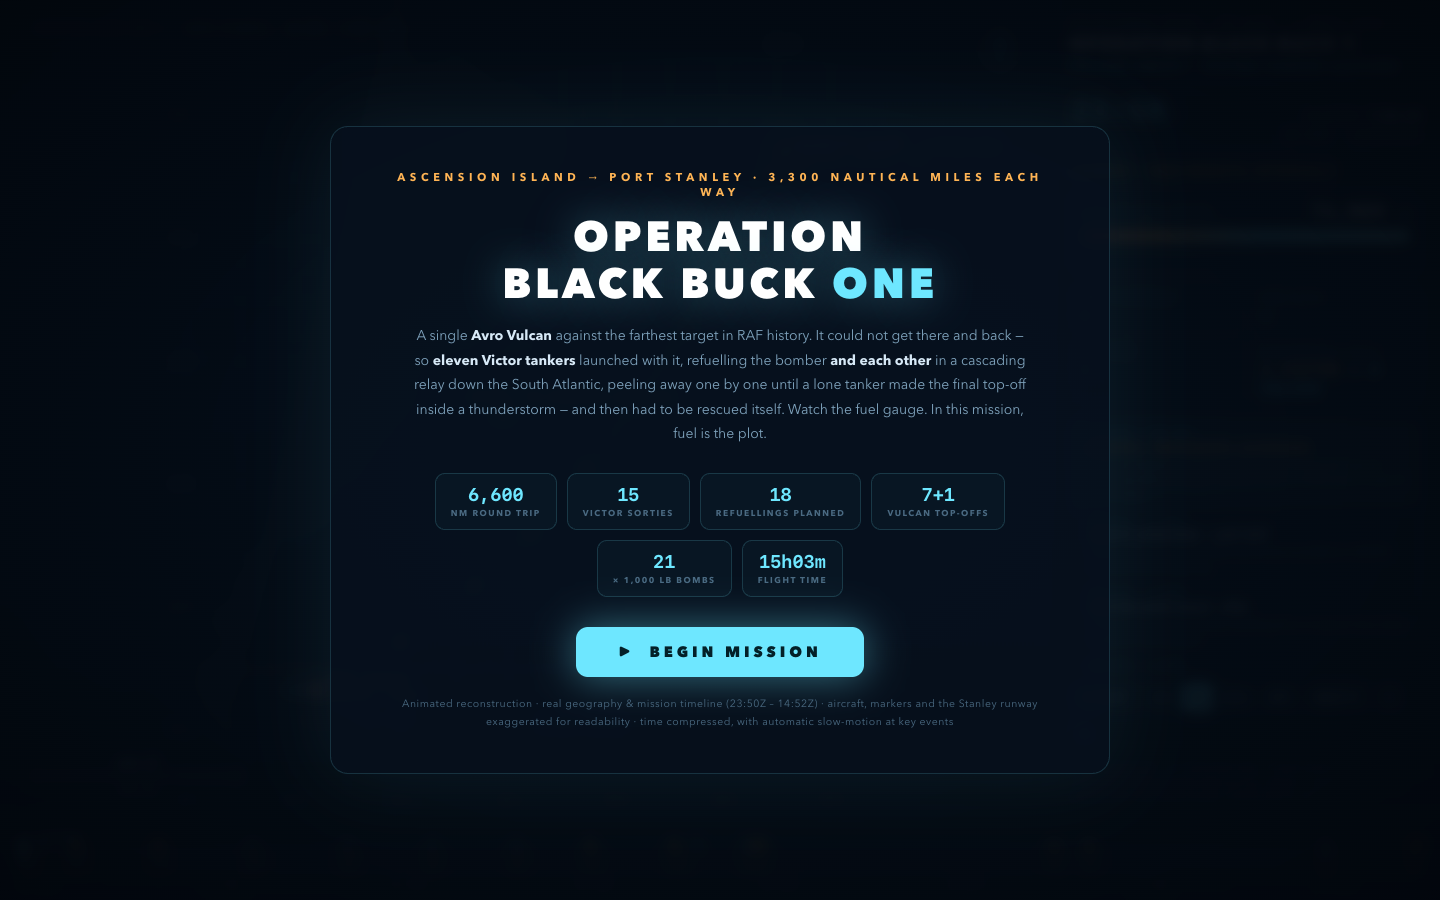 ASCENSION ISLAND → PORT STANLEY · 3,300 NAUTICAL MILES EACH
WAY
OPERATION
BLACK BUCK ONE
A single Avro Vulcan against the farthest target in RAF history. It could not get there and back –
so eleven Victor tankers launched with it, refuelling the bomber and each other in a cascading
relay down the South Atlantic, peeling away one by one until a lone tanker made the final top-off
inside a thunderstorm – and then had to be rescued itself. Watch the fuel gauge. In this mission,
fuel is the plot.
6,600
NM ROUND TRIP
15
VICTOR SORTIES
18
REFUELLINGS PLANNED
7+1
VULCAN TOP-OFFS
21
× 1,000 LB BOMBS
15h03m
FLIGHT TIME
▶ BEGIN MISSION
Animated reconstruction · real geography & mission timeline (23:50Z – 14:52Z) · aircraft, markers and the Stanley runway
exaggerated for readability · time compressed, with automatic slow-motion at key events